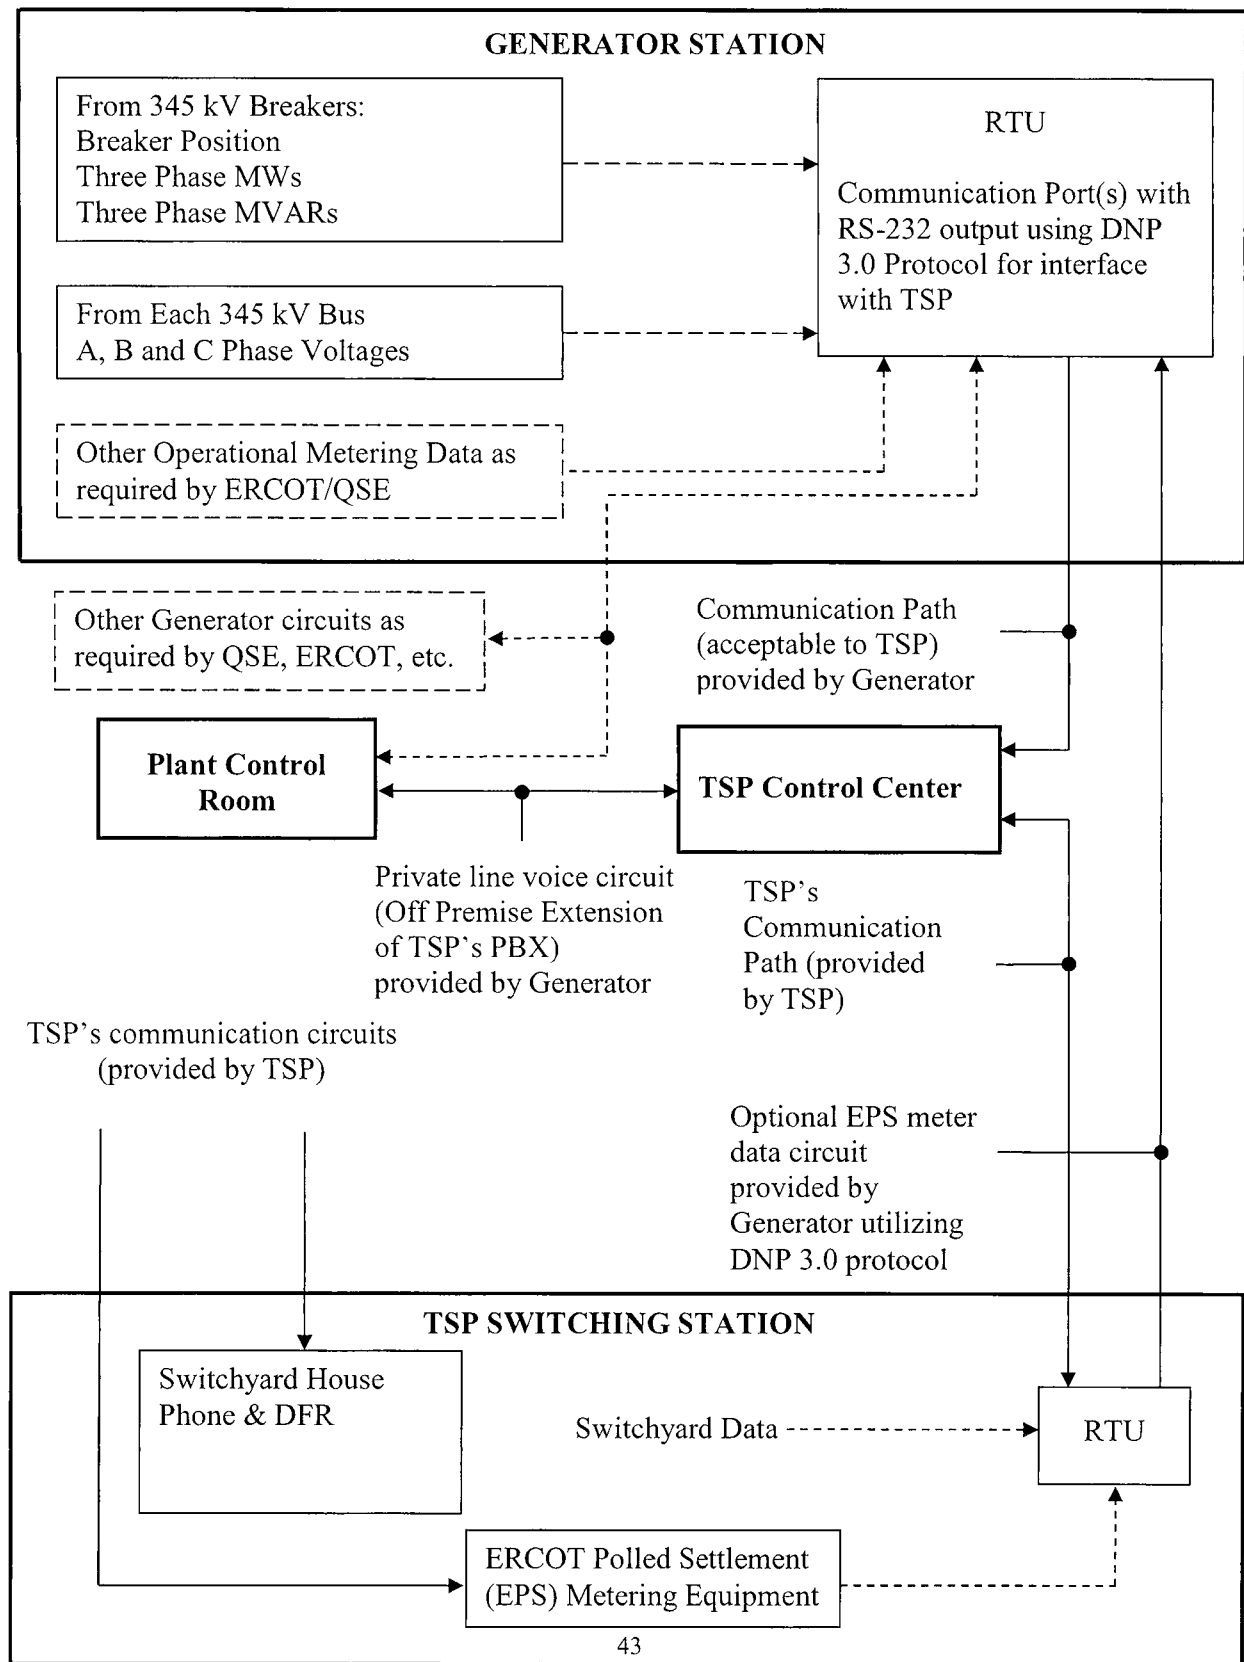 GENERATOR STATION
From 345 kV Breakers:
Breaker Position
Three Phase MWs
Three Phase MVARs
RTU
Communication Port(s) with
RS-232 output using DNP
3.0 Protocol for interface
with TSP
From Each 345 kV Bus
A, B and C Phase Voltages
Other Operational Metering Data as
required by ERCOT/QSE
Other Generator circuits as
required by QSE, ERCOT, etc.
Communication Path
(acceptable to TSP)
provided by Generator
Plant Control
Room
TSP Control Center
Private line voice circuit
(Off Premise Extension
of TSP's PBX)
provided by Generator
TSP's
Communication
Path (provided
by TSP)
TSP's communication circuits
(provided by TSP)
Optional EPS meter
data circuit
provided by
Generator utilizing
DNP 3.0 protocol
TSP SWITCHING STATION
Switchyard House
Phone & DFR
Switchyard Data
RTU
ERCOT Polled Settlement
(EPS) Metering Equipment
43